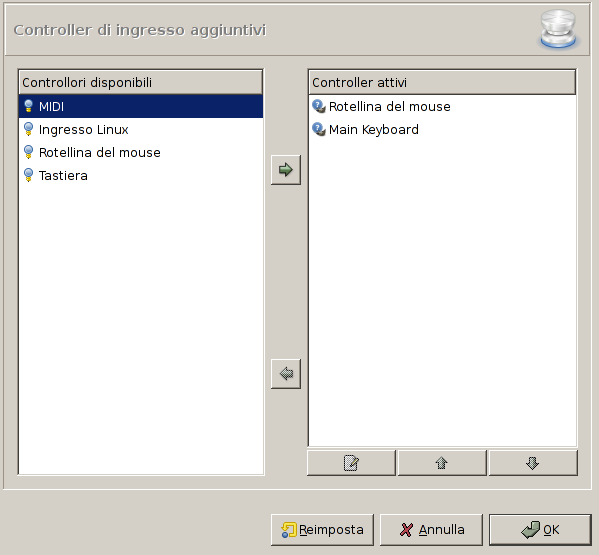 Controller di ingresso aggiuntivi
Controllori disponibili
MIDI
Ingresso Linux
Rotellina del mouse
Tastiera
Controller attivi
Rotellina del mouse
Main Keyboard
Reimposta
Annulla
OK